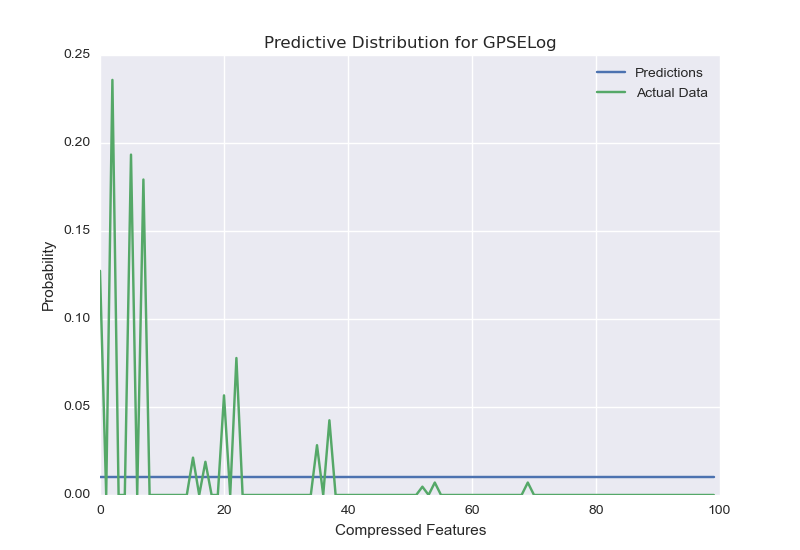 Predictive Distribution for GPSELog
0.25
0.20
0.15
0.10
0.05
0.00
Probability
Predictions
Actual Data
0
20
40
60
80
100
Compressed Features